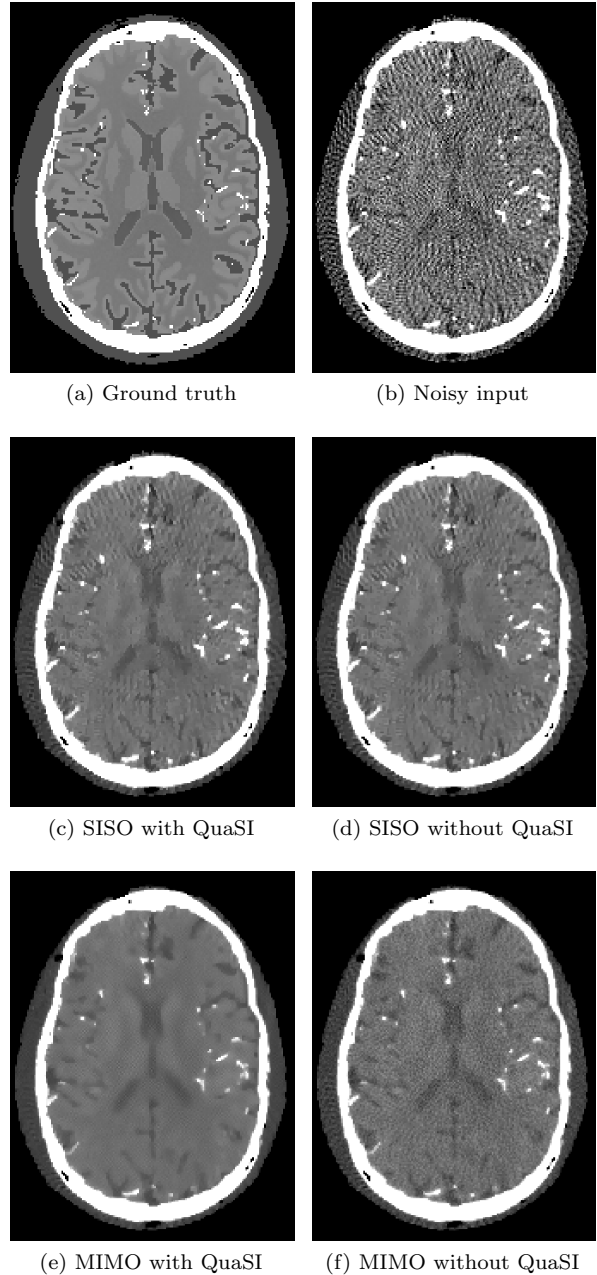 (a) Ground truth
(b) Noisy input
(c) SISO with QuaSI
(d) SISO without QuaSI
(e) MIMO with QuaSI
(f) MIMO without QuaSI